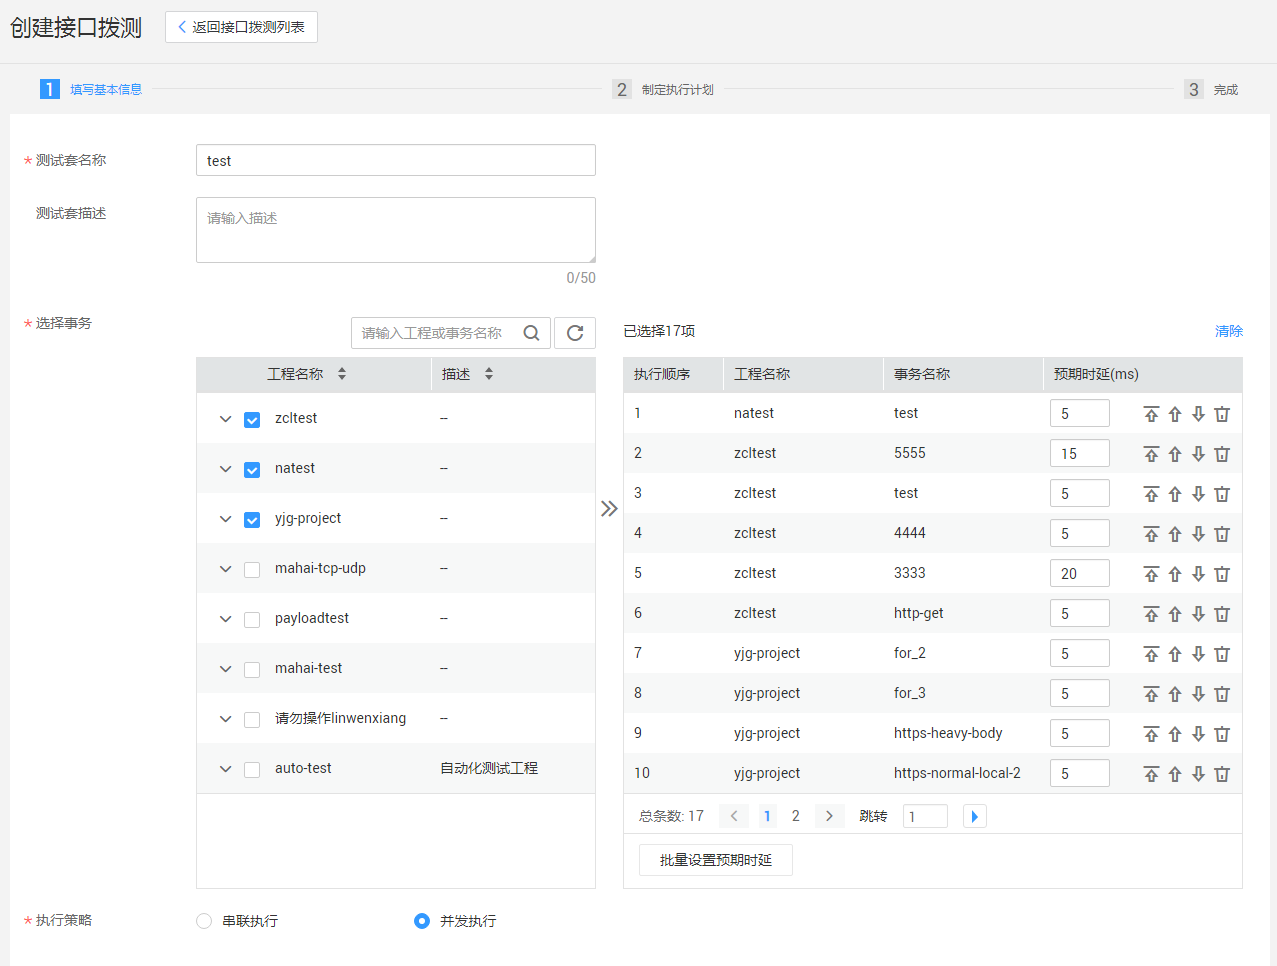 创建接口拨测
返回接口拨测列表
1 填写基本信息
2 制定执行计划
3 完成
* 测试套名称
test
测试套描述
请输入描述
0/50
* 选择事务
请输入工程或事务名称
已选择17项
清除
工程名称 描述
zcltest --
natest --
yjg-project --
mahai-tcp-udp --
payloadtest --
mahai-test --
请勿操作linwenxiang --
auto-test 自动化测试工程
执行顺序 工程名称 事务名称 预期时延(ms)
1 natest test 5
2 zcltest 5555 15
3 zcltest test 5
4 zcltest 4444 5
5 zcltest 3333 20
6 zcltest http-get 5
7 yjg-project for_2 5
8 yjg-project for_3 5
9 yjg-project https-heavy-body 5
10 yjg-project https-normal-local-2 5
总条数: 17 1 2 跳转 1
批量设置预期时延
* 执行策略
串联执行
并发执行